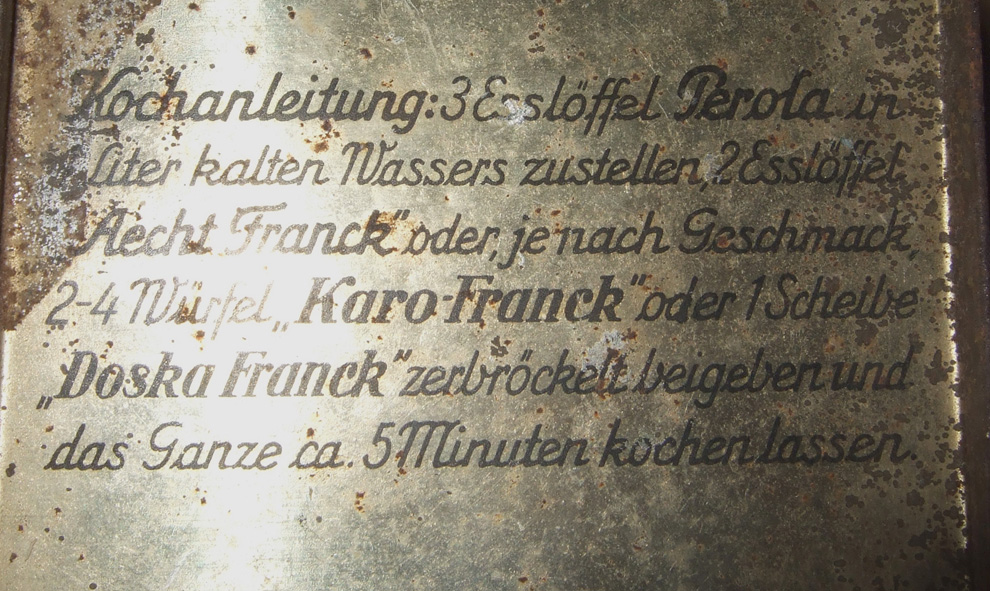 Kochanleitung: 3 Esslöffel Perola in
Liter kalten Wassers zustellen, 2 Esslöffel
Aecht Franck“ oder, je nach Geschmack,
2-4 Würfel „Karo-Franck“ oder 1 Scheibe
„Doska Franck“ zerbröckelt beigeben und
das Ganze ca. 5 Minuten kochen lassen.